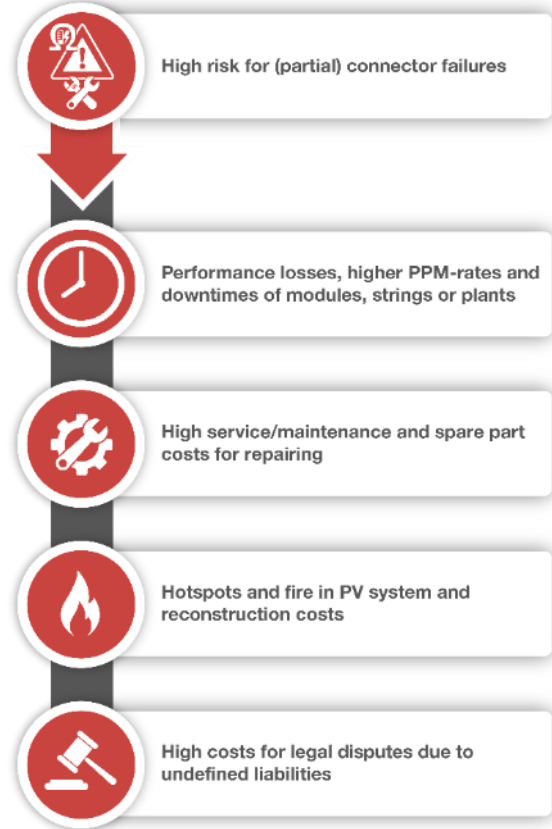 High risk for (partial) connector failures
Performance losses, higher PPM-rates and
downtimes of modules, strings or plants
High service/maintenance and spare part
costs for repairing
Hotspots and fire in PV system and
reconstruction costs
High costs for legal disputes due to
undefined liabilities